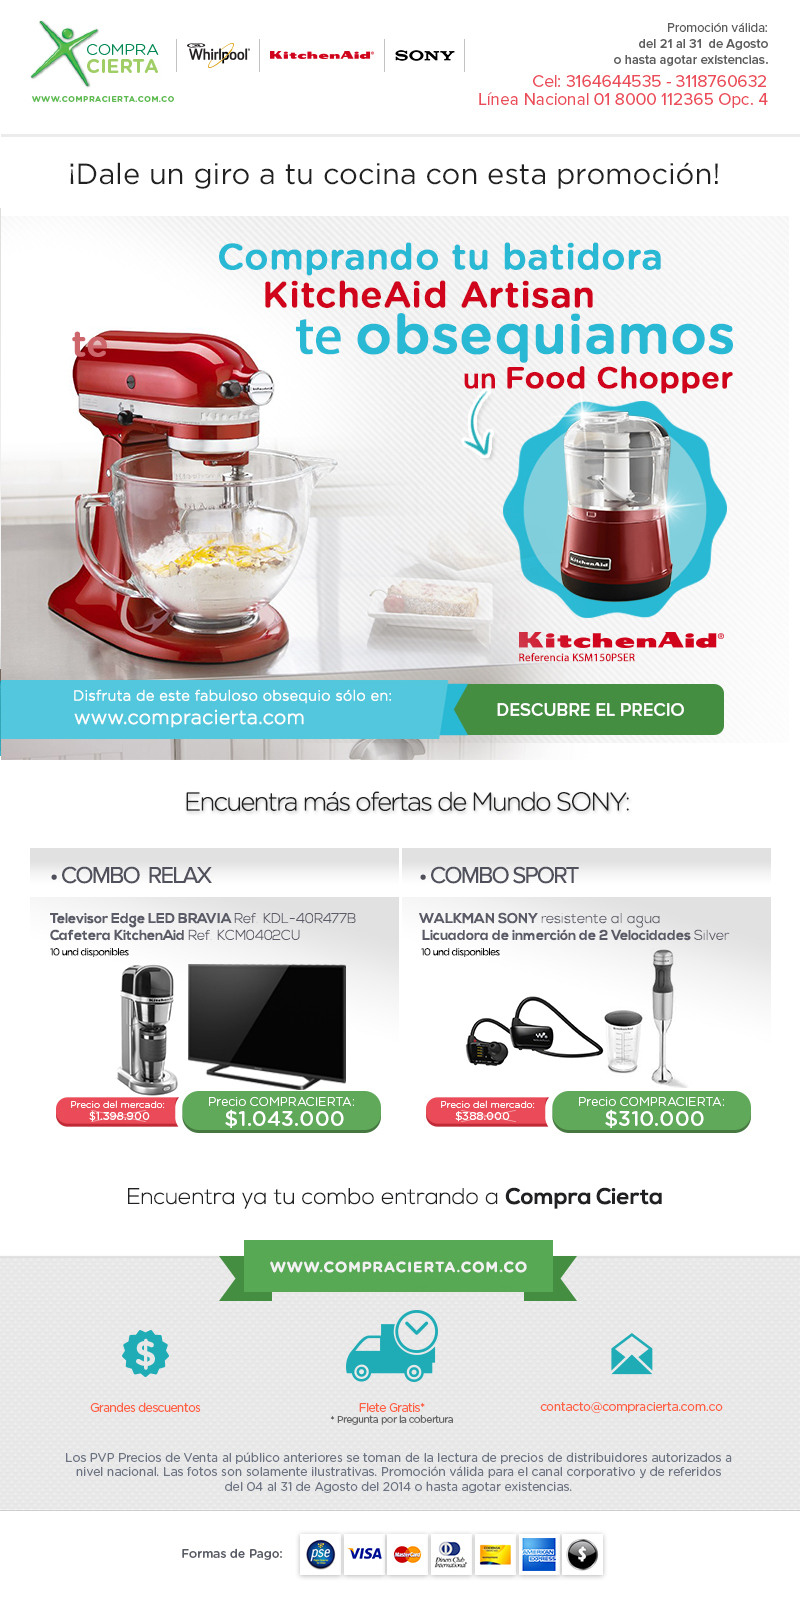 COMPRA
CIERTA
WWW.COMPRACIERTA.COM.CO
Whirlpool
KitchenAid®
SONY
Promoción válida:
del 21 al 31 de Agosto
o hasta agotar existencias.
Cel: 3164644535 - 3118760632
Línea Nacional 01 8000 112365 Opc. 4
¡Dale un giro a tu cocina con esta promoción!
Comprando tu batidora
KitcheAid Artisan
te obsequiamos
te
un Food Chopper
KitchenAid
KitchenAid
KitchenAid®
Referencia KSM150PSER
Disfruta de este fabuloso obsequio sólo en:
www.compracierta.com
DESCUBRE EL PRECIO
Encuentra más ofertas de Mundo SONY:
• COMBO RELAX
Televisor Edge LED BRAVIA Ref KDL-40R477B
Cafetera KitchenAid Ref KCM0402CU
10 und disponibles
KitchenAid
Precio del mercado:
$1.398.900
Precio COMPRACIERTA:
$1.043.000
• COMBO SPORT
WALKMAN SONY resistente al agua
Licuadora de inmerción de 2 Velocidades Silver
10 und disponibles
Precio del mercado:
$388.000
Precio COMPRACIERTA:
$310.000
Encuentra ya tu combo entrando a Compra Cierta
WWW.COMPRACIERTA.COM.CO
Grandes descuentos
Flete Gratis*
* Pregunta por la cobertura
contacto@compracierta.com.co
Los PVP Precios de Venta al público anteriores se toman de la lectura de precios de distribuidores autorizados a
nivel nacional. Las fotos son solamente ilustrativas. Promoción válida para el canal corporativo y de referidos
del 04 al 31 de Agosto del 2014 o hasta agotar existencias.
Formas de Pago:
pse
VISA
MasterCard
Diners Club
International
AMERICAN
EXPRESS
$